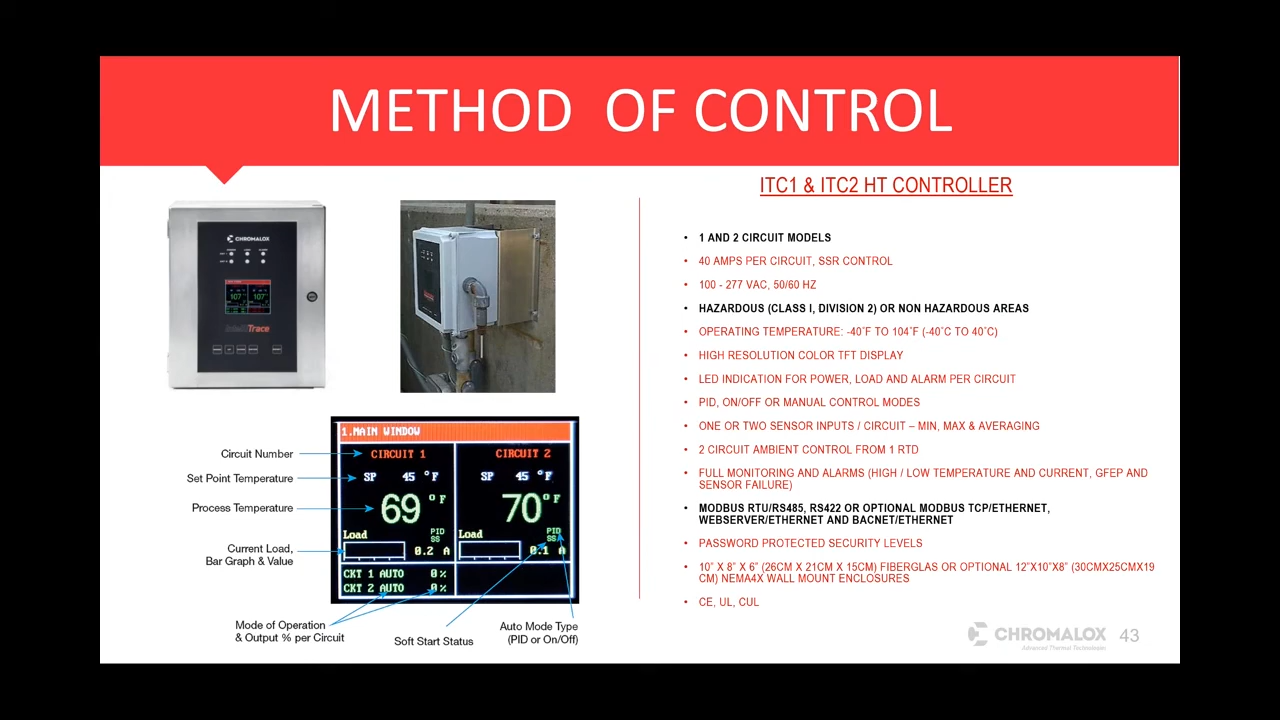 METHOD OF CONTROL
ITC1 & ITC2 HT CONTROLLER
• 1 AND 2 CIRCUIT MODELS
• 40 AMPS PER CIRCUIT, SSR CONTROL
• 100 - 277 VAC, 50/60 HZ
• HAZARDOUS (CLASS I, DIVISION 2) OR NON HAZARDOUS AREAS
• OPERATING TEMPERATURE: -40˚F TO 104˚F (-40˚C TO 40˚C)
• HIGH RESOLUTION COLOR TFT DISPLAY
• LED INDICATION FOR POWER, LOAD AND ALARM PER CIRCUIT
• PID, ON/OFF OR MANUAL CONTROL MODES
• ONE OR TWO SENSOR INPUTS / CIRCUIT – MIN, MAX & AVERAGING
• 2 CIRCUIT AMBIENT CONTROL FROM 1 RTD
• FULL MONITORING AND ALARMS (HIGH / LOW TEMPERATURE AND CURRENT, GFEP AND
SENSOR FAILURE)
• MODBUS RTU/RS485, RS422 OR OPTIONAL MODBUS TCP/ETHERNET,
WEBSERVER/ETHERNET AND BACNET/ETHERNET
• PASSWORD PROTECTED SECURITY LEVELS
• 10” X 8” X 6” (26CM X 21CM X 15CM) FIBERGLAS OR OPTIONAL 12”X10”X8” (30CMX25CMX19
CM) NEMA4X WALL MOUNT ENCLOSURES
• CE, UL, CUL
CHROMALOX
107 107
IntelliTrace
1.MAIN WINDOW
CIRCUIT 1 CIRCUIT 2
SP 45 °F SP 45 °F
69 °F 70 °F
Load PID SS 0.2 A
Load PID SS 0.1 A
CKT 1 AUTO 0%
CKT 2 AUTO 0%
Circuit Number
Set Point Temperature
Process Temperature
Current Load,
Bar Graph & Value
Mode of Operation
& Output % per Circuit
Soft Start Status
Auto Mode Type
(PID or On/Off)
CHROMALOX
Advanced Thermal Technologies
43